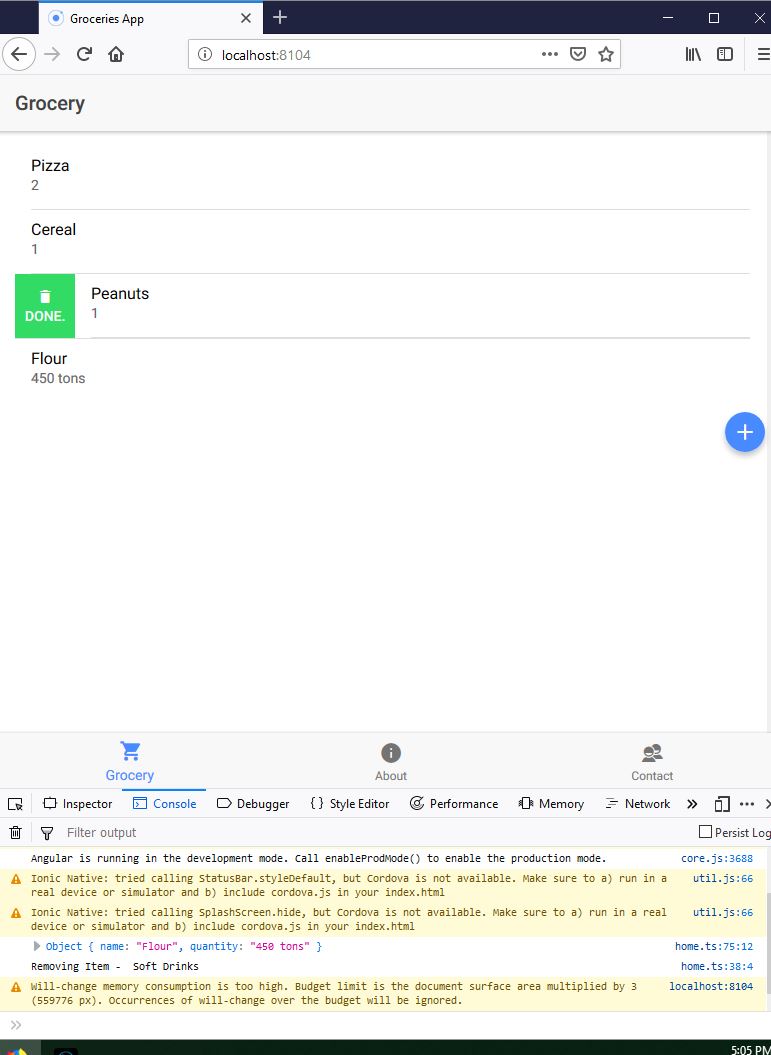 Groceries App
localhost:8104
Grocery
Pizza
2
Cereal
1
DONE.
Peanuts
1
Flour
450 tons
Grocery
About
Contact
Inspector Console Debugger Style Editor Performance Memory Network
Filter output
Persist Log
Angular is running in the development mode. Call enableProdMode() to enable the production mode. core.js:3688
Ionic Native: tried calling StatusBar.styleDefault, but Cordova is not available. Make sure to a) run in a util.js:66
real device or simulator and b) include cordova.js in your index.html
Ionic Native: tried calling SplashScreen.hide, but Cordova is not available. Make sure to a) run in a real util.js:66
device or simulator and b) include cordova.js in your index.html
Object { name: "Flour", quantity: "450 tons" } home.ts:75:12
Removing Item -  Soft Drinks home.ts:38:4
Will-change memory consumption is too high. Budget limit is the document surface area multiplied by 3 localhost:8104
(559776 px). Occurrences of will-change over the budget will be ignored.
5:05 PM